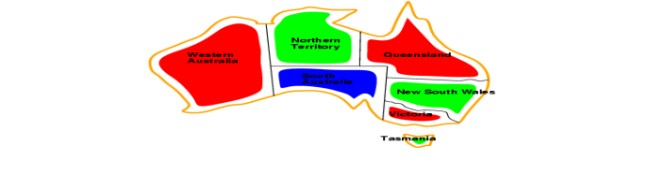 Western
Australia
Northern
Territory
Queensland
South
Australia
New South Wales
Victoria
Tasmania